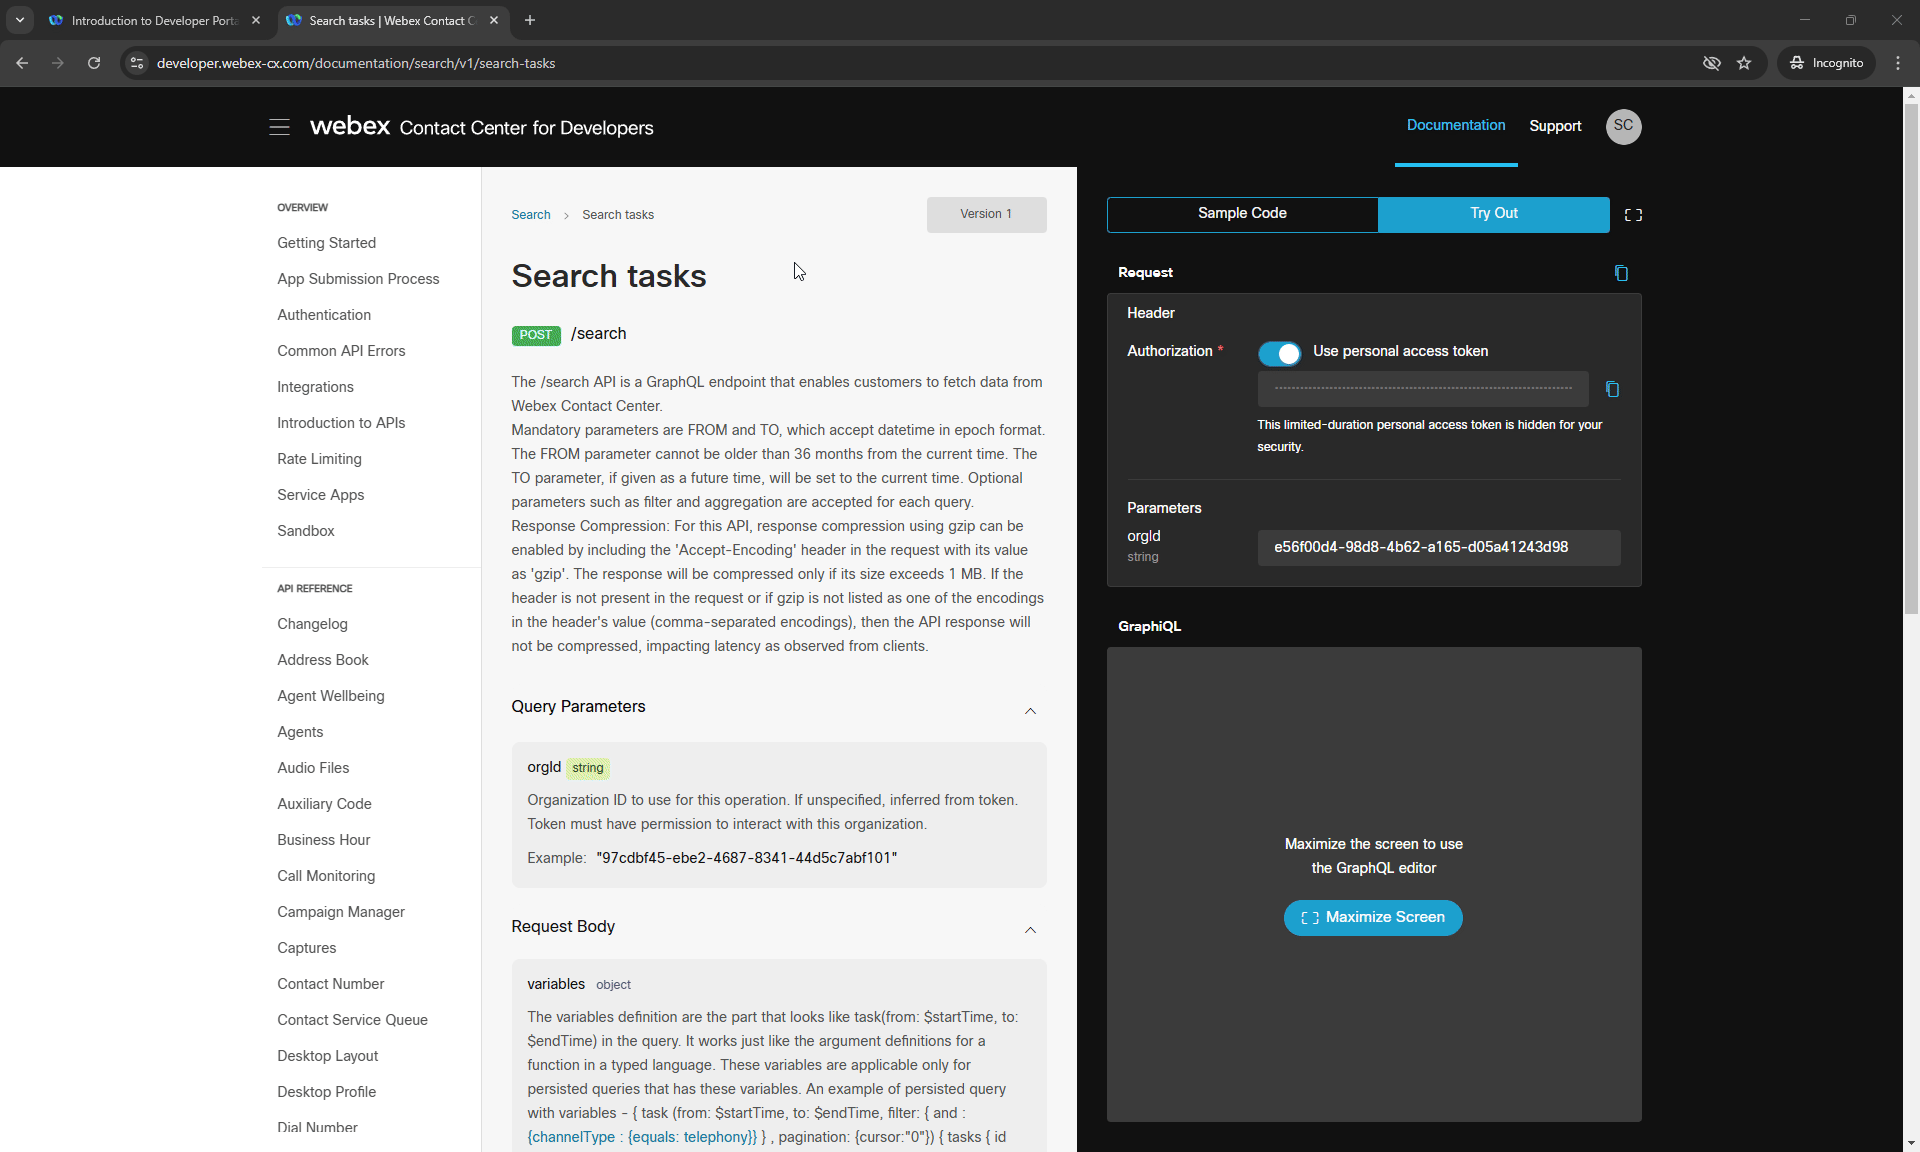 Introduction to Developer Porta
Search tasks | Webex Contact C
developer.webex-cx.com/documentation/search/v1/search-tasks
Incognito
webex Contact Center for Developers
Documentation
Support
SC
OVERVIEW
Getting Started
App Submission Process
Authentication
Common API Errors
Integrations
Introduction to APIs
Rate Limiting
Service Apps
Sandbox
API REFERENCE
Changelog
Address Book
Agent Wellbeing
Agents
Audio Files
Auxiliary Code
Business Hour
Call Monitoring
Campaign Manager
Captures
Contact Number
Contact Service Queue
Desktop Layout
Desktop Profile
Dial Number
Search > Search tasks
Version 1
Search tasks
POST /search
The /search API is a GraphQL endpoint that enables customers to fetch data from
Webex Contact Center.
Mandatory parameters are FROM and TO, which accept datetime in epoch format.
The FROM parameter cannot be older than 36 months from the current time. The
TO parameter, if given as a future time, will be set to the current time. Optional
parameters such as filter and aggregation are accepted for each query.
Response Compression: For this API, response compression using gzip can be
enabled by including the 'Accept-Encoding' header in the request with its value
as 'gzip'. The response will be compressed only if its size exceeds 1 MB. If the
header is not present in the request or if gzip is not listed as one of the encodings
in the header's value (comma-separated encodings), then the API response will
not be compressed, impacting latency as observed from clients.
Query Parameters
orgId string
Organization ID to use for this operation. If unspecified, inferred from token.
Token must have permission to interact with this organization.
Example: "97cdbf45-ebe2-4687-8341-44d5c7abf101"
Request Body
variables object
The variables definition are the part that looks like task(from: $startTime, to:
$endTime) in the query. It works just like the argument definitions for a
function in a typed language. These variables are applicable only for
persisted queries that has these variables. An example of persisted query
with variables - { task (from: $startTime, to: $endTime, filter: { and :
{channelType : {equals: telephony}} } , pagination: {cursor:"0"}) { tasks { id
Sample Code
Try Out
Request
Header
Authorization *
Use personal access token
This limited-duration personal access token is hidden for your
security.
Parameters
orgId
string
e56f00d4-98d8-4b62-a165-d05a41243d98
GraphiQL
Maximize the screen to use
the GraphQL editor
Maximize Screen